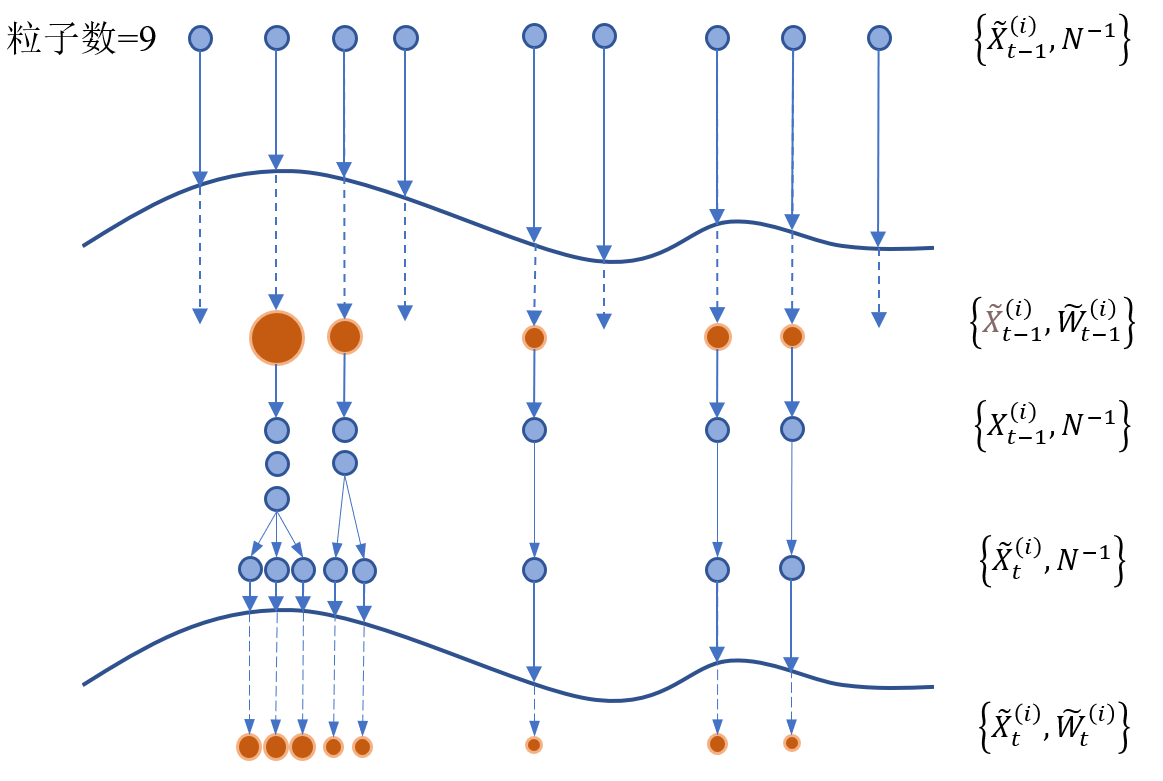 粒子数=9
{X̃_{t−1}^{(i)}, N^{−1}}
{X̃_{t−1}^{(i)}, W̃_{t−1}^{(i)}}
{X_{t−1}^{(i)}, N^{−1}}
{X̃_t^{(i)}, N^{−1}}
{X̃_t^{(i)}, W̃_t^{(i)}}